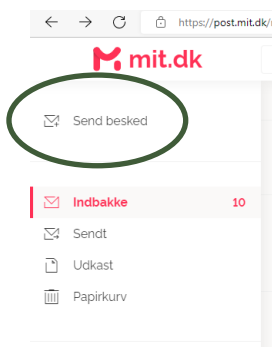 https://post.mit.dk/
mit.dk
Send besked
Indbakke 10
Sendt
Udkast
Papirkurv